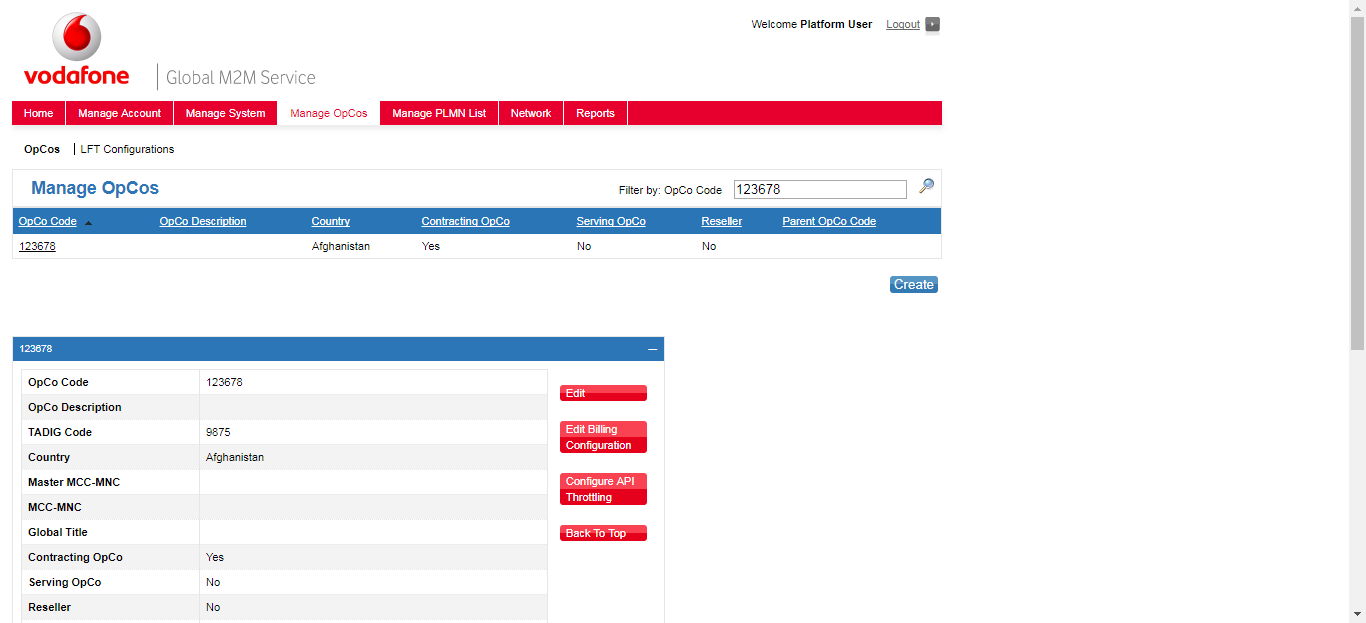 Welcome Platform User Logout
vodafone Global M2M Service
Home Manage Account Manage System Manage OpCos Manage PLMN List Network Reports
OpCos LFT Configurations
Manage OpCos Filter by: OpCo Code 123678
OpCo Code OpCo Description Country Contracting OpCo Serving OpCo Reseller Parent OpCo Code
123678 Afghanistan Yes No No
Create
123678
OpCo Code 123678
OpCo Description
TADIG Code 9875
Country Afghanistan
Master MCC-MNC
MCC-MNC
Global Title
Contracting OpCo Yes
Serving OpCo No
Reseller No
Edit
Edit Billing
Configuration
Configure API
Throttling
Back To Top